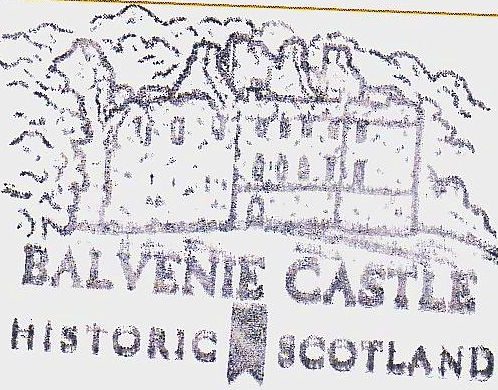 BALVENIE CASTLE
HISTORIC SCOTLAND